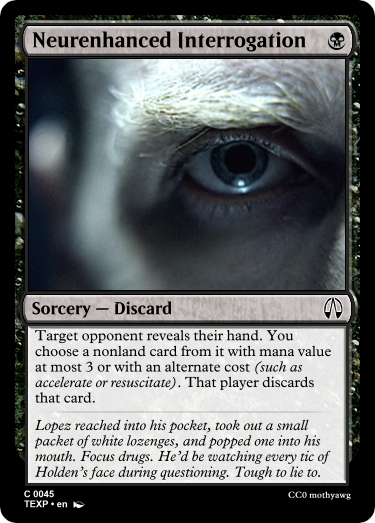 Neurenhanced Interrogation
Sorcery — Discard
Target opponent reveals their hand. You
choose a nonland card from it with mana value
at most 3 or with an alternate cost (such as
accelerate or resuscitate). That player discards
that card.
Lopez reached into his pocket, took out a small
packet of white lozenges, and popped one into his
mouth. Focus drugs. He’d be watching every tic of
Holden’s face during questioning. Tough to lie to.
C 0045
TEXP • en
CC0 mothyawg